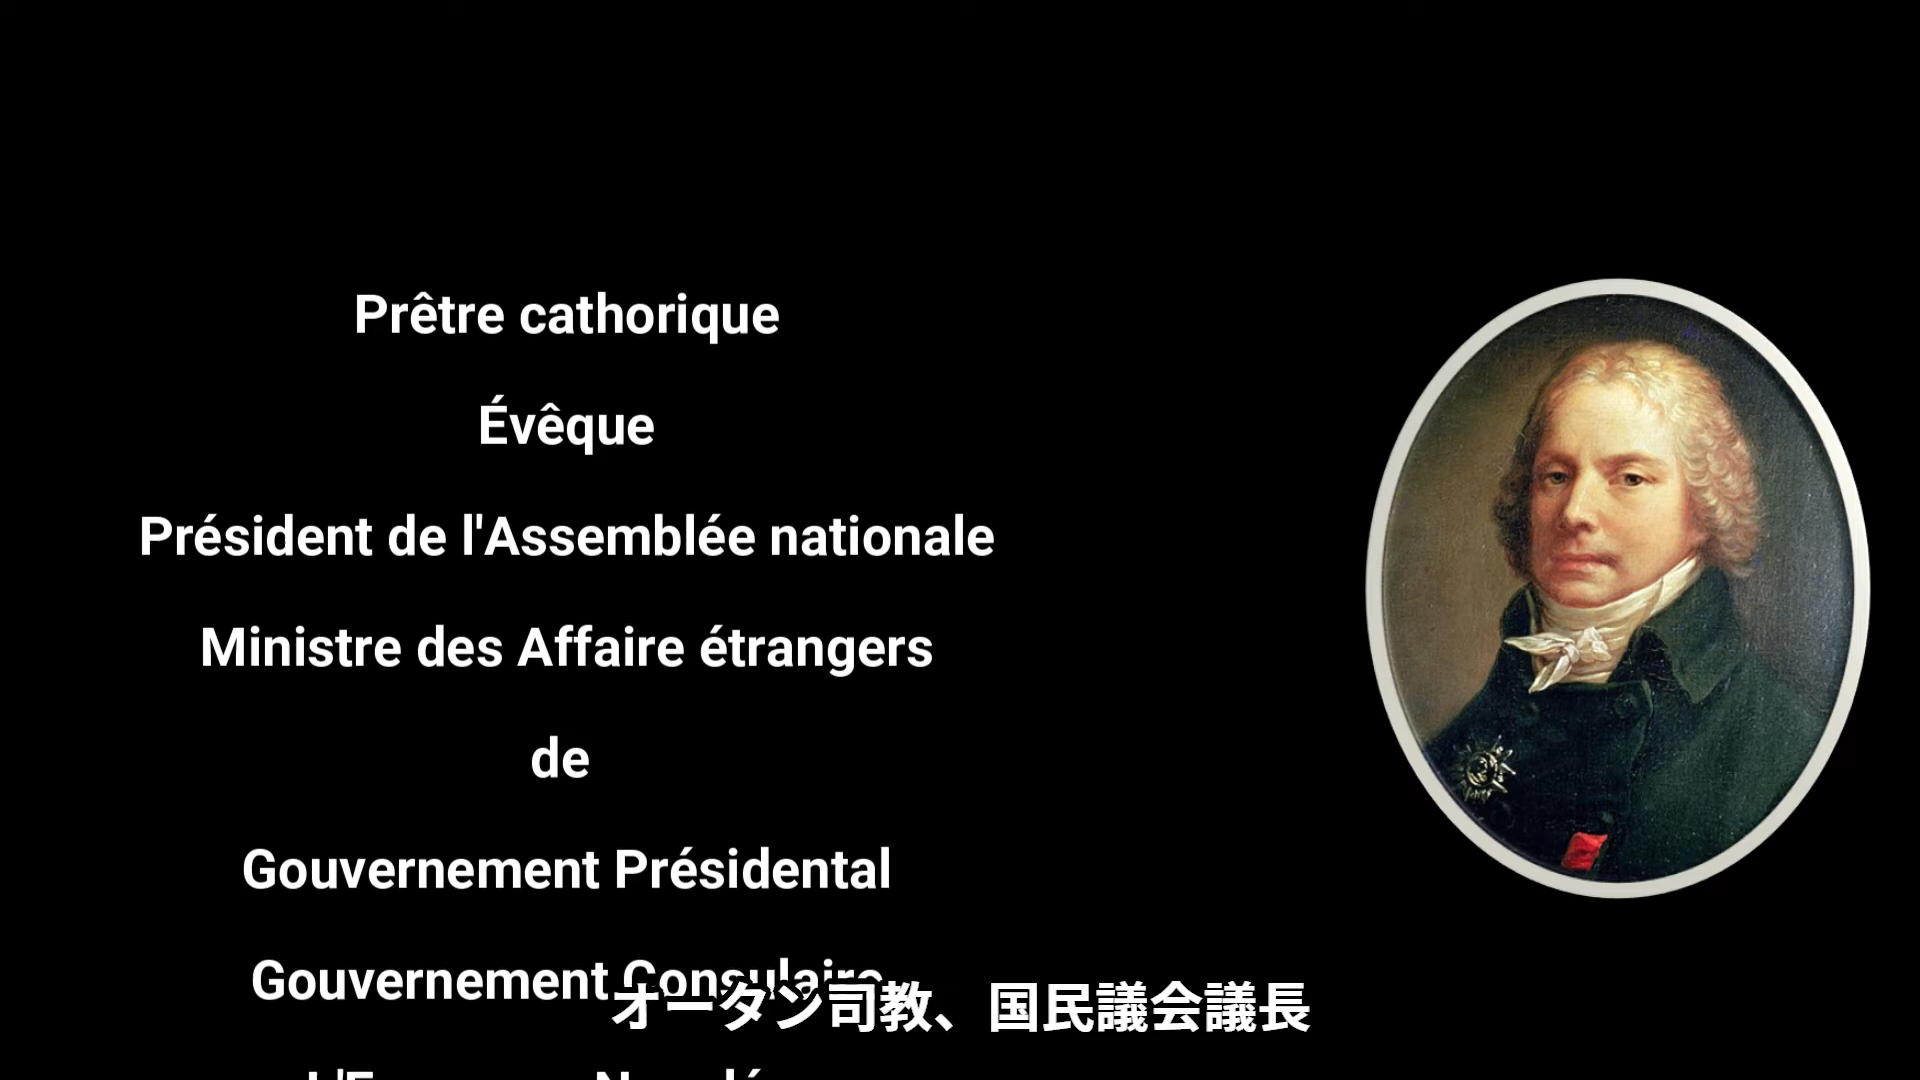 Prêtre cathorique
Évêque
Président de l'Assemblée nationale
Ministre des Affaire étrangers
de
Gouvernement Présidental
Gouvernement Consulaire
オータン司教、国民議会議長